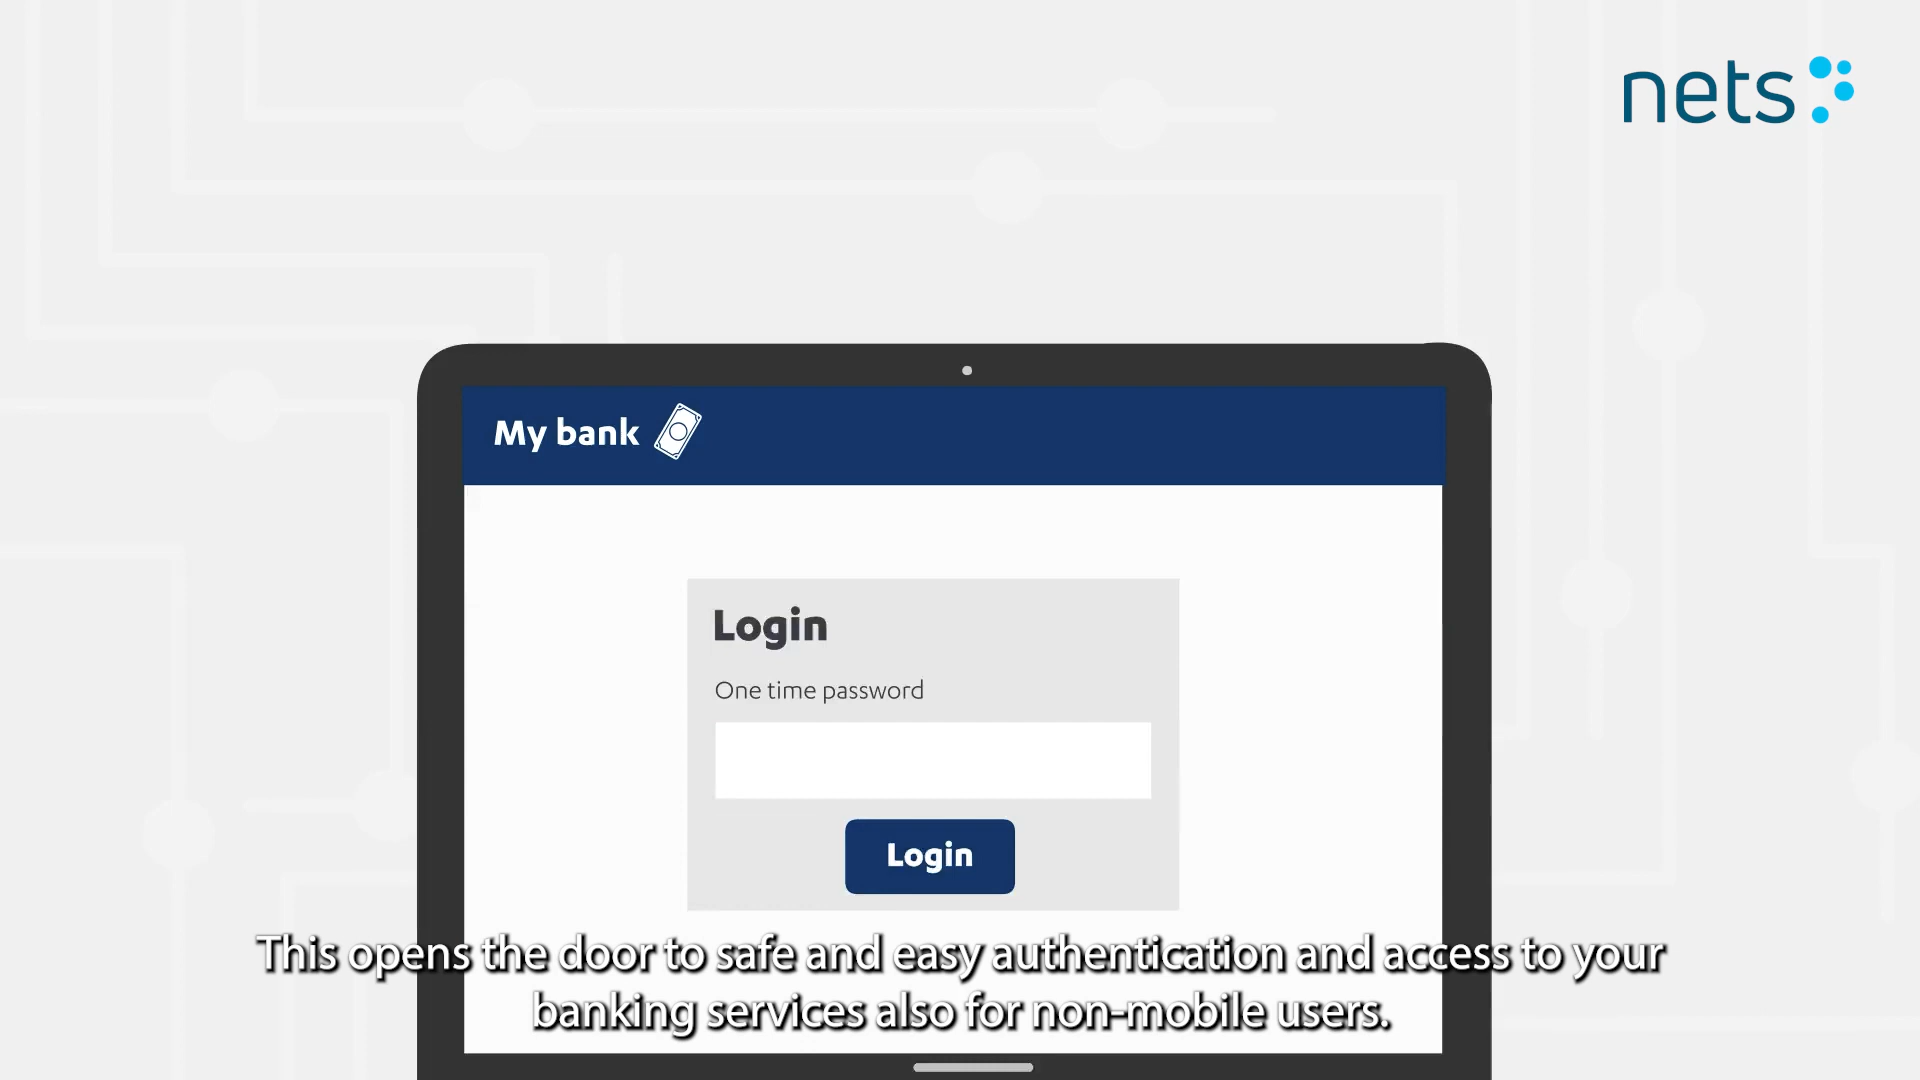 nets
My bank
Login
One time password
Login
This opens the door to safe and easy authentication and access to your
banking services also for non-mobile users.